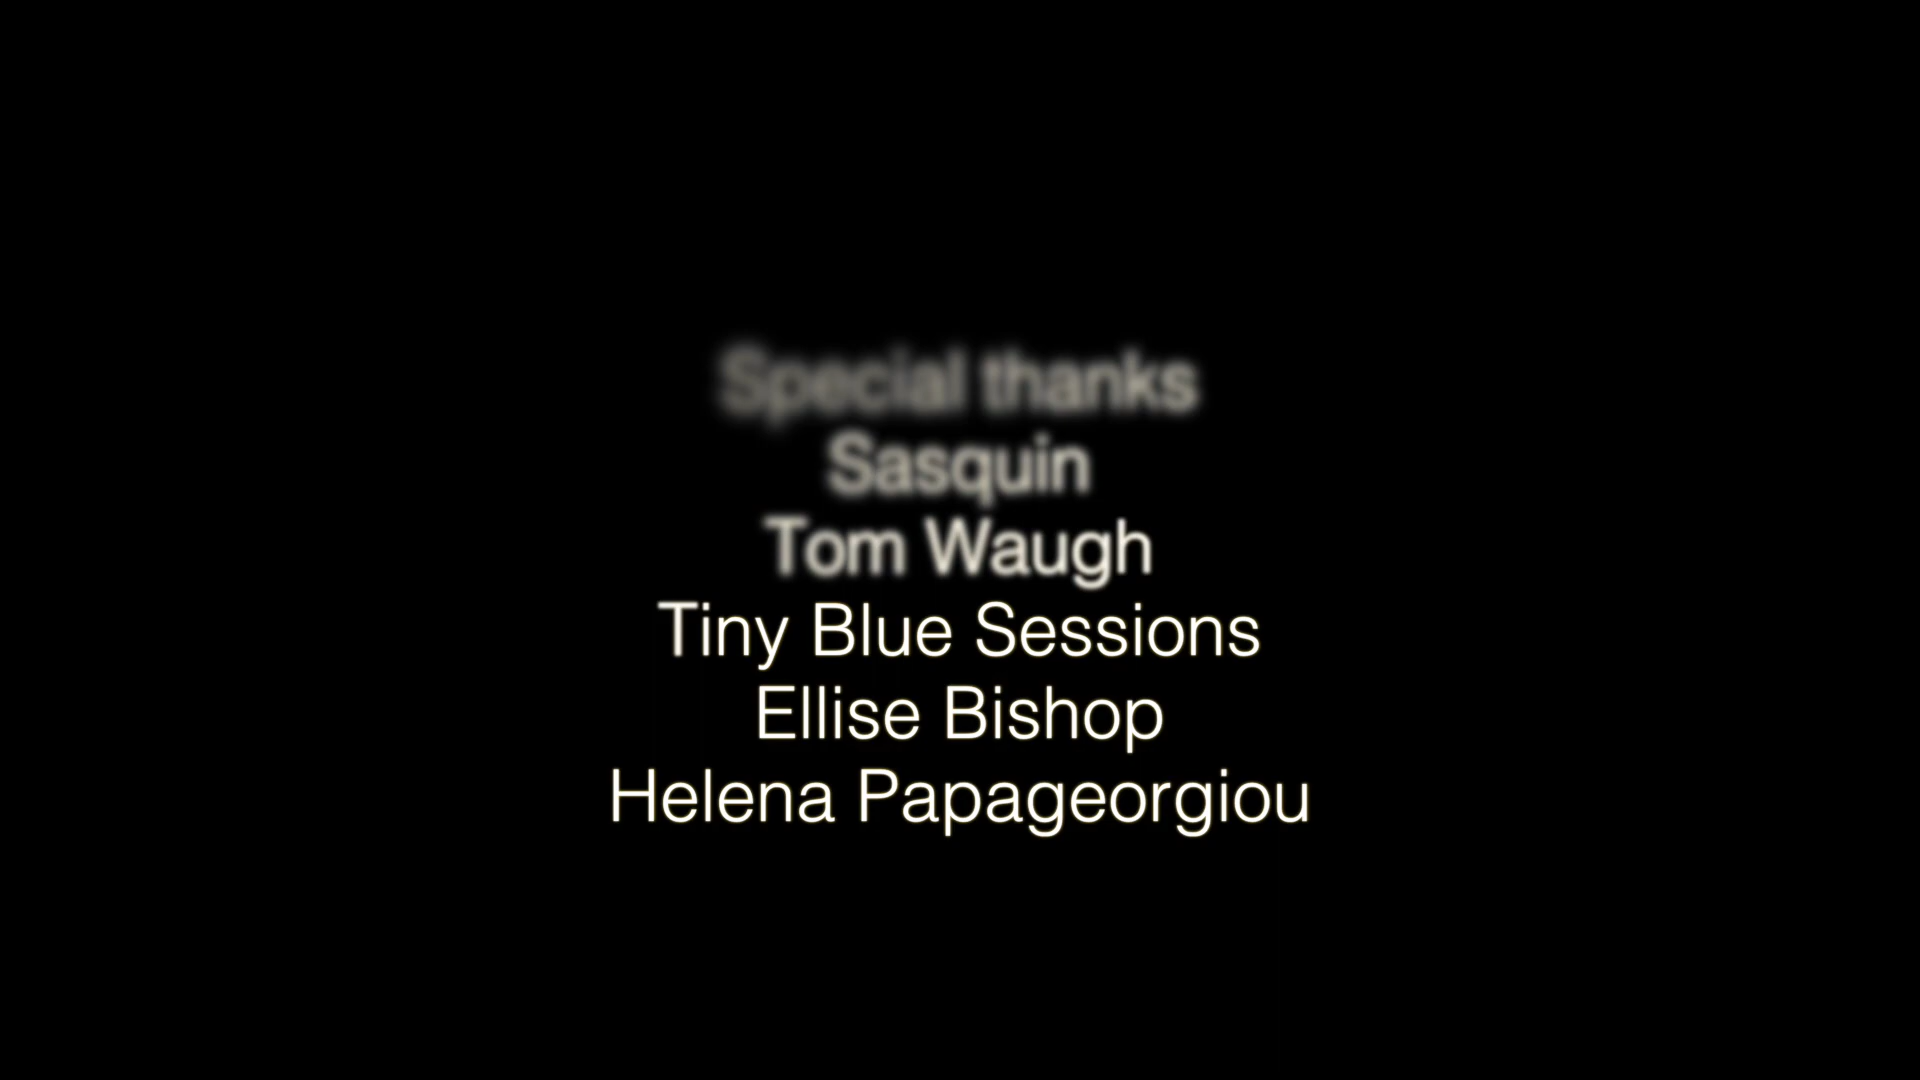 Special thanks
Sasquin
Tom Waugh
Tiny Blue Sessions
Ellise Bishop
Helena Papageorgiou